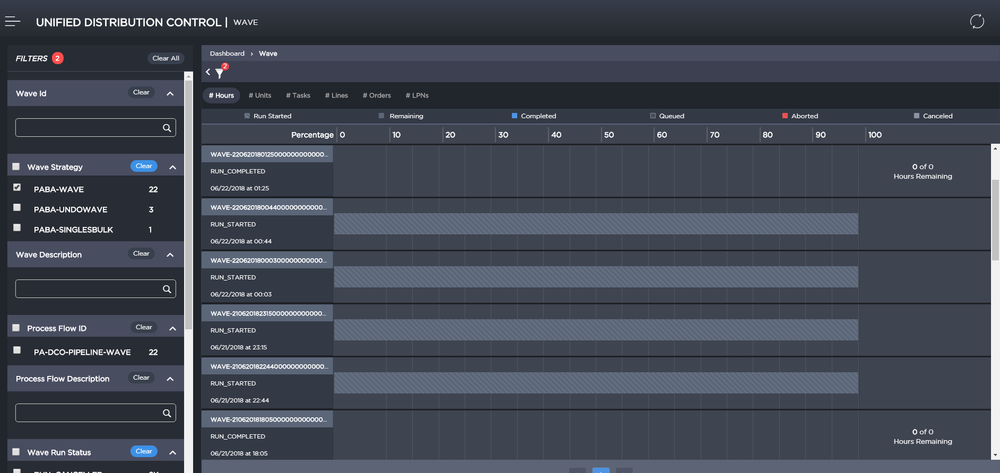 UNIFIED DISTRIBUTION CONTROL | WAVE
FILTERS 2 Clear All
Wave Id Clear
Wave Strategy Clear
PABA-WAVE 22
PABA-UNDOWAVE 3
PABA-SINGLESBULK 1
Wave Description Clear
Process Flow ID Clear
PA-DCO-PIPELINE-WAVE 22
Process Flow Description Clear
Wave Run Status Clear
Dashboard › Wave
2
# Hours # Units # Tasks # Lines # Orders # LPNs
Run Started Remaining Completed Queued Aborted Canceled
Percentage 0 10 20 30 40 50 60 70 80 90 100
WAVE-220620180125000000000000...
RUN_COMPLETED
06/22/2018 at 01:25
0 of 0
Hours Remaining
WAVE-22062018004400000000000...
RUN_STARTED
06/22/2018 at 00:44
WAVE-22062018000300000000000...
RUN_STARTED
06/22/2018 at 00:03
WAVE-210620182315000000000000...
RUN_STARTED
06/21/2018 at 23:15
WAVE-210620182244000000000000...
RUN_STARTED
06/21/2018 at 22:44
WAVE-210620181805000000000000...
RUN_COMPLETED
06/21/2018 at 18:05
0 of 0
Hours Remaining